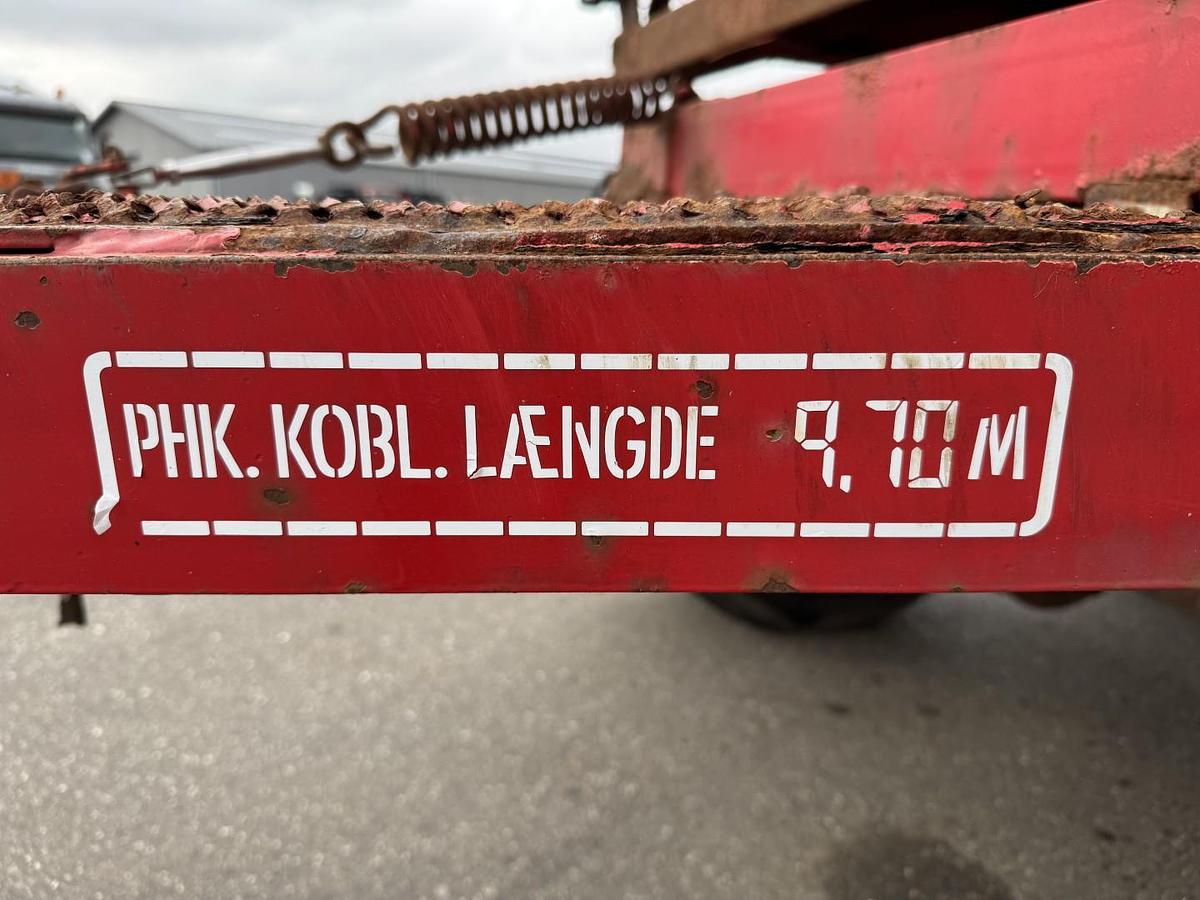 PHK. KOBL. LÆNGDE 9,70 M